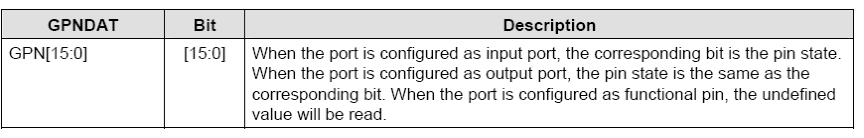 GPNDAT Bit Description
GPN[15:0] [15:0] When the port is configured as input port, the corresponding bit is the pin state.
When the port is configured as output port, the pin state is the same as the
corresponding bit. When the port is configured as functional pin, the undefined
value will be read.